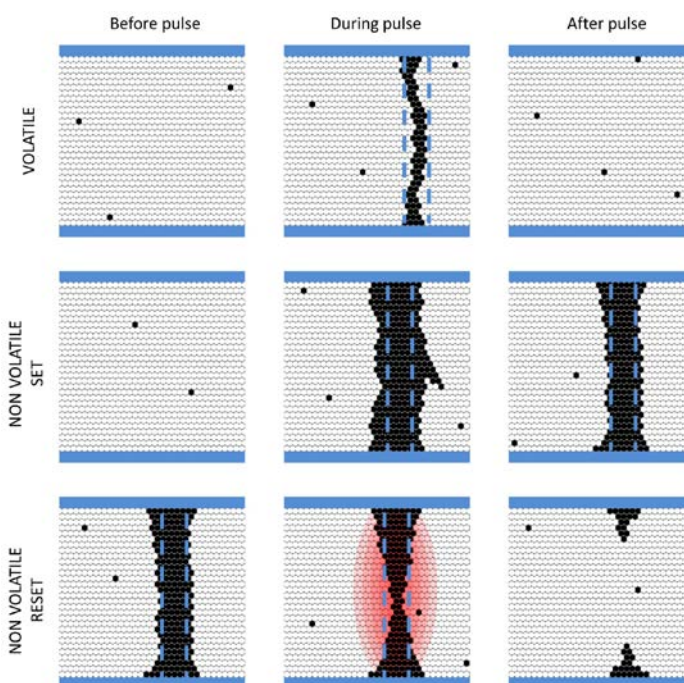 Before pulse
During pulse
After pulse
VOLATILE
NON VOLATILE
SET
NON VOLATILE
RESET